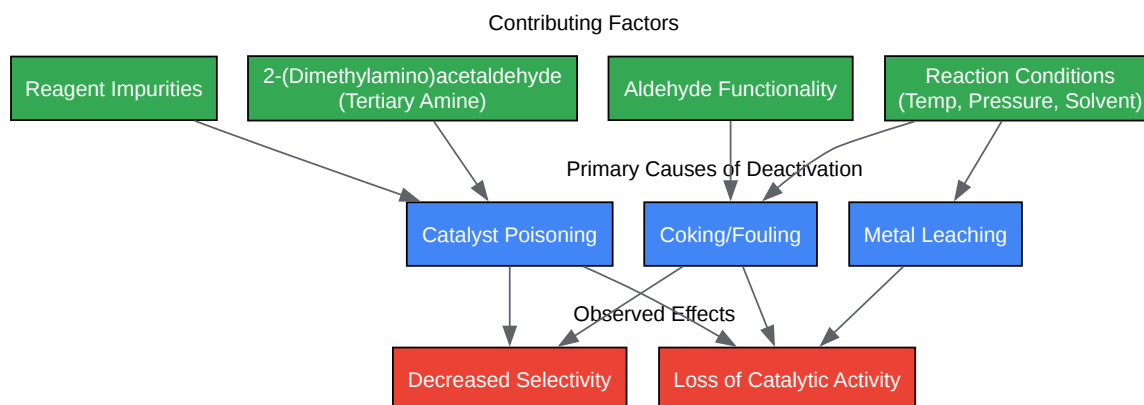 Contributing Factors
Reagent Impurities
2-(Dimethylamino)acetaldehyde
(Tertiary Amine)
Aldehyde Functionality
Reaction Conditions
(Temp, Pressure, Solvent)
Primary Causes of Deactivation
Catalyst Poisoning
Coking/Fouling
Metal Leaching
Observed Effects
Decreased Selectivity
Loss of Catalytic Activity